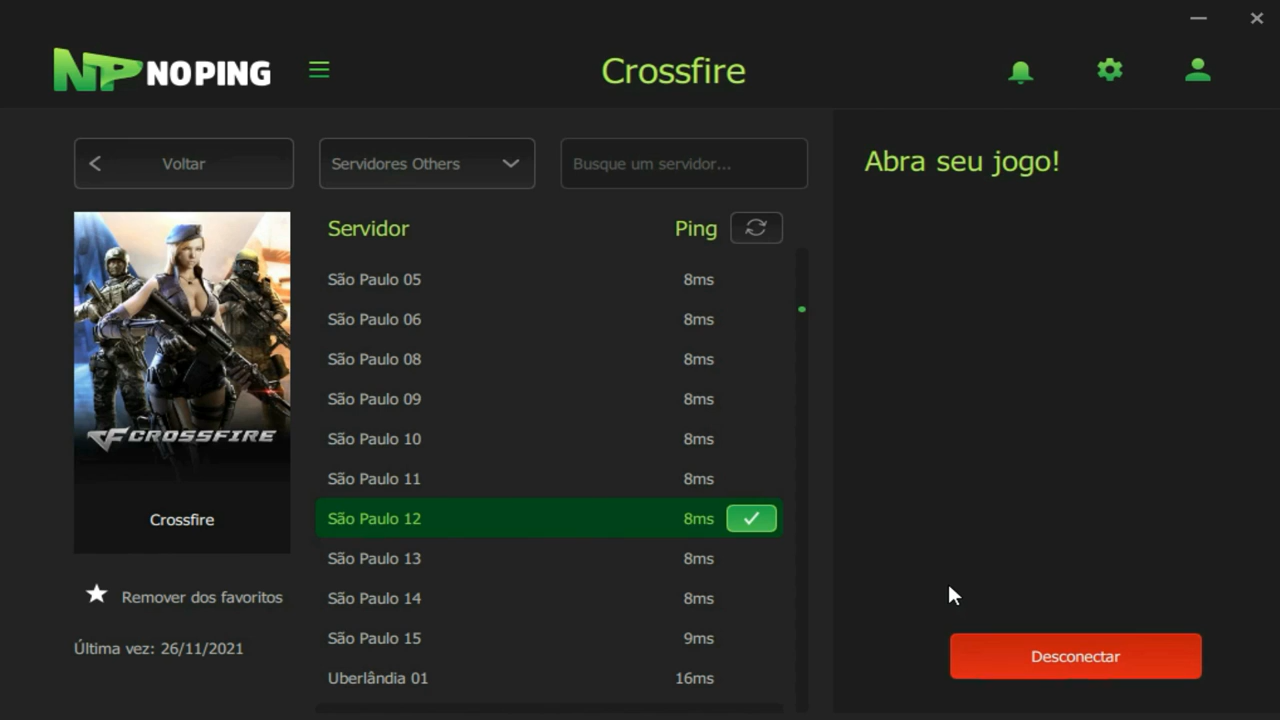 NP NOPING
Crossfire
Voltar
Servidores Others
Busque um servidor...
Abra seu jogo!
Servidor Ping
São Paulo 05 8ms
São Paulo 06 8ms
São Paulo 08 8ms
São Paulo 09 8ms
São Paulo 10 8ms
São Paulo 11 8ms
São Paulo 12 8ms
São Paulo 13 8ms
São Paulo 14 8ms
São Paulo 15 9ms
Uberlândia 01 16ms
CF CROSSFIRE
Crossfire
Remover dos favoritos
Última vez: 26/11/2021
Desconectar